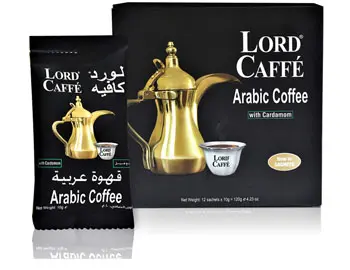 LORD®
CAFFÉ
Arabic Coffee
with Cardamom
LORD
CAFFÉ
Net Weight: 12 sachets x 10g = 120g e 4.23 oz
LORD
CAFFÉ
لورد
كافيه
with Cardamom
قهوة عربية
Arabic Coffee